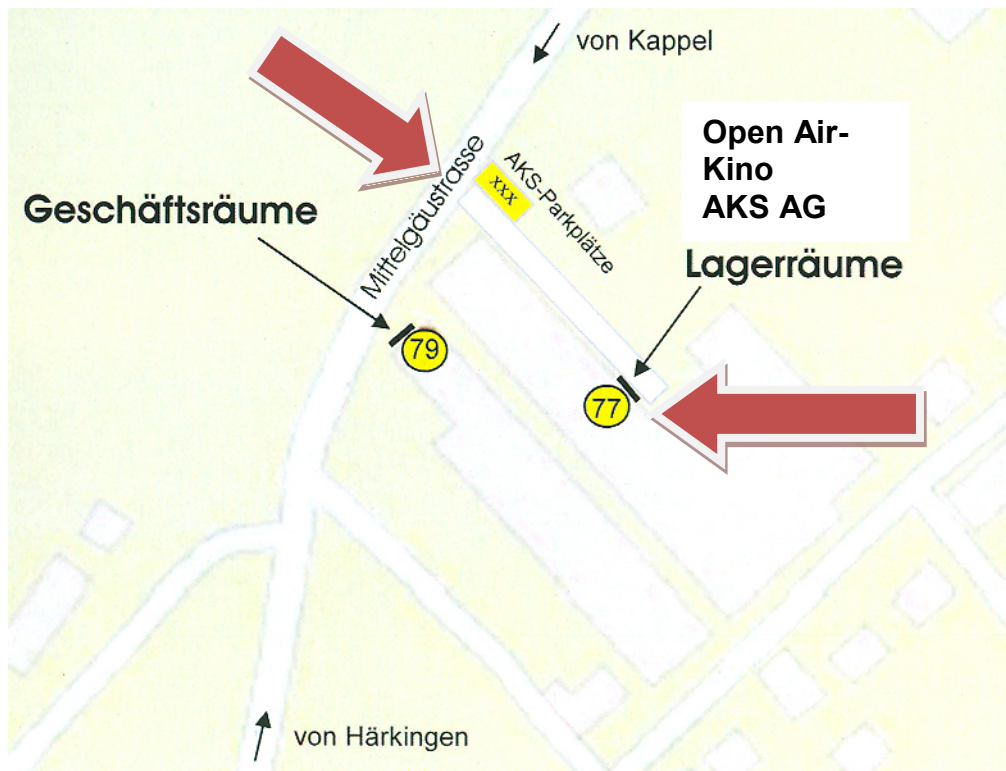 von Kappel
Open Air-
Kino
AKS AG
Mittelgäustrasse
xxx
AKS-Parkplätze
Geschäftsräume
Lagerräume
79
77
von Härkingen